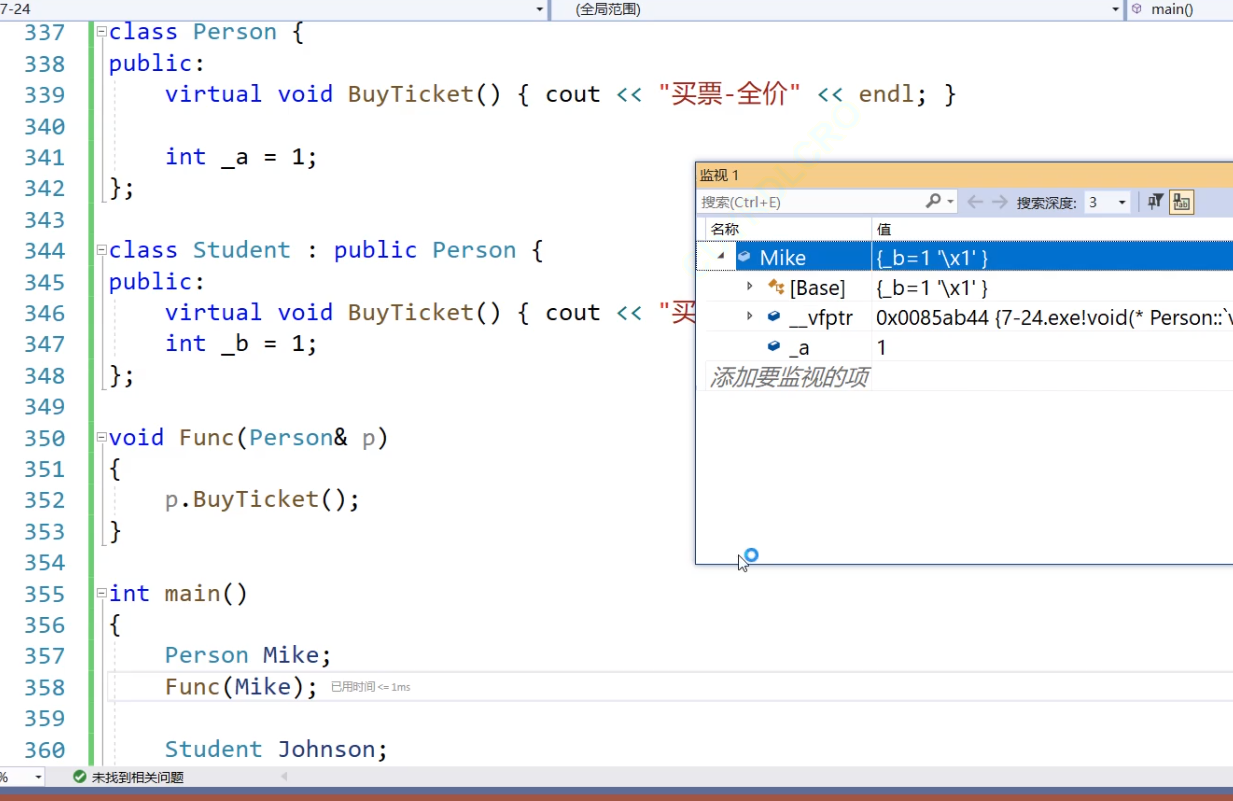 7-24 (全局范围) main()
337 class Person {
338 public:
339 virtual void BuyTicket() { cout << "买票-全价" << endl; }
340
341 int _a = 1;
342 };
343
344 class Student : public Person {
345 public:
346 virtual void BuyTicket() { cout << "买
347 int _b = 1;
348 };
349
350 void Func(Person& p)
351 {
352 p.BuyTicket();
353 }
354
355 int main()
356 {
357 Person Mike;
358 Func(Mike); 已用时间 <= 1ms
359
360 Student Johnson;
监视 1
搜索(Ctrl+E) 搜索深度: 3
名称 值
Mike {_b=1 '\x1' }
[Base] {_b=1 '\x1' }
__vfptr 0x0085ab44 {7-24.exe!void(* Person::`v
_a 1
添加要监视的项
% 未找到相关问题